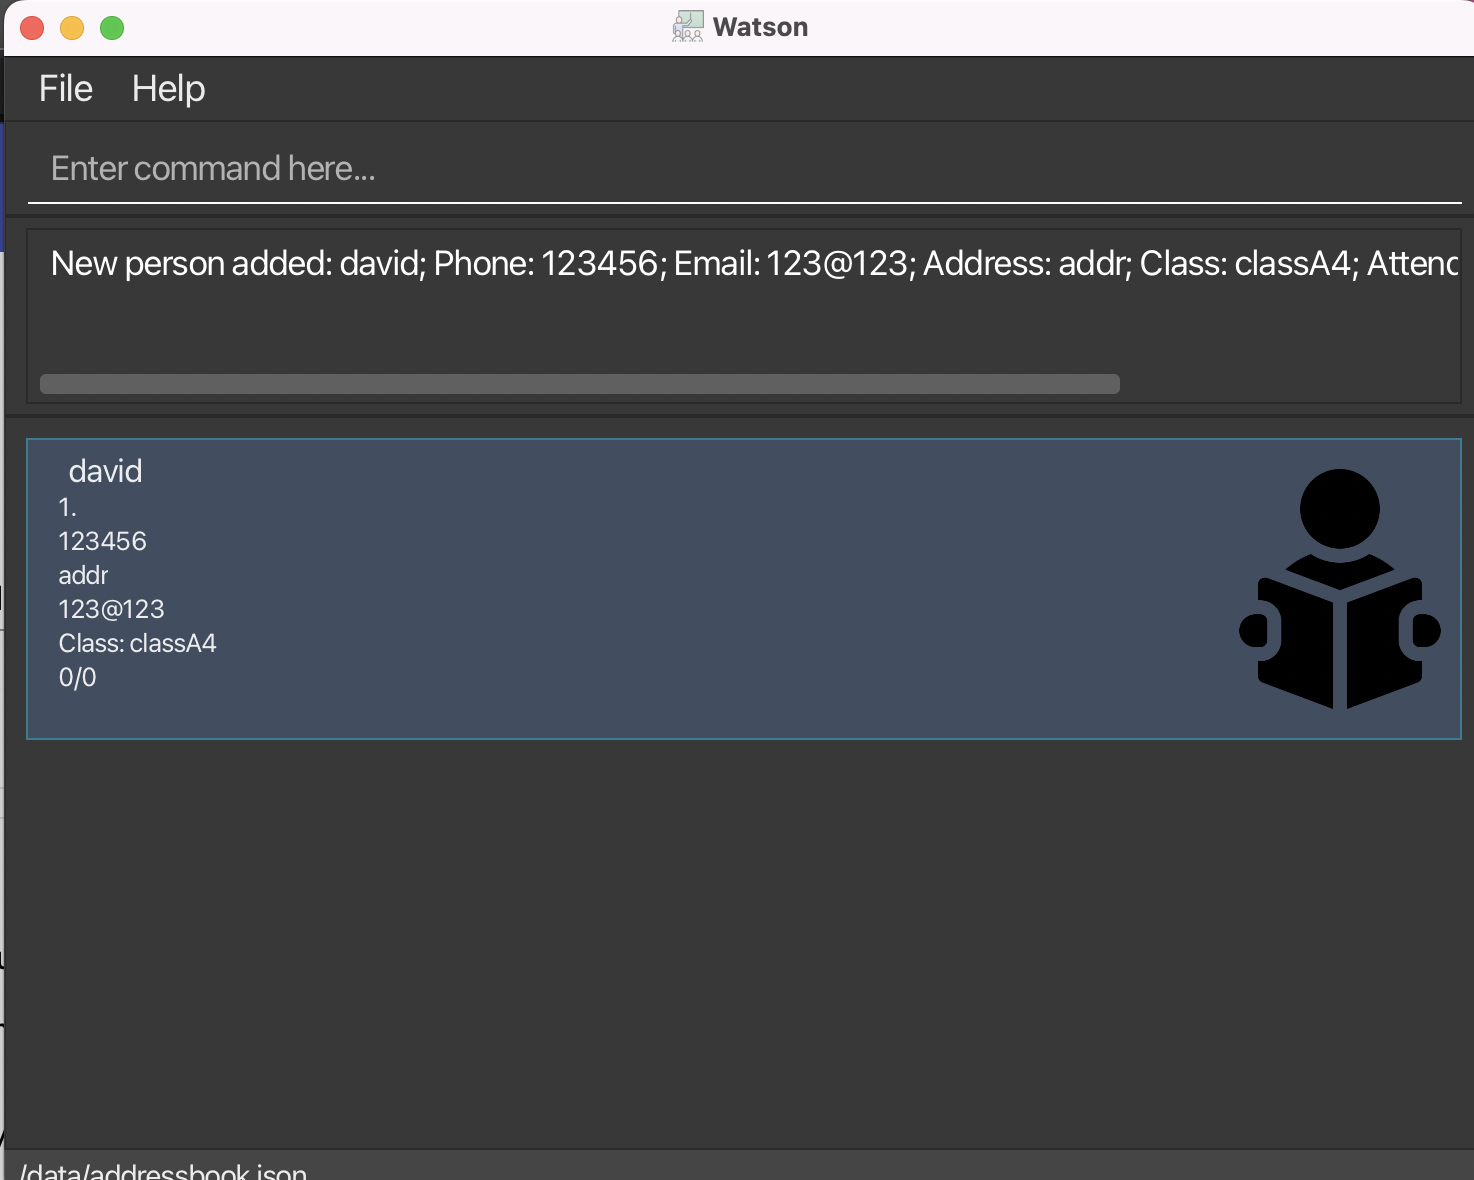 Watson
File Help
Enter command here...
New person added: david; Phone: 123456; Email: 123@123; Address: addr; Class: classA4; Attenc
david
1.
123456
addr
123@123
Class: classA4
0/0
/data/addressbook.json